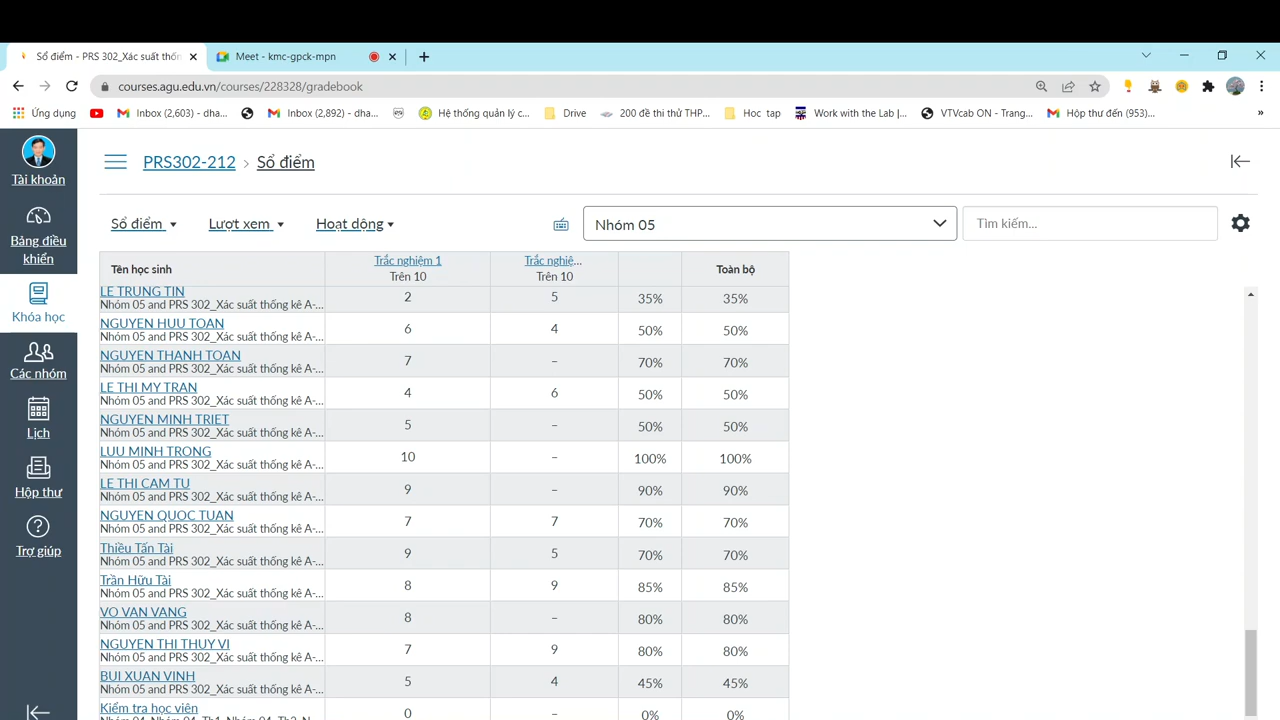 Sổ điểm - PRS 302_Xác suất thốn
Meet - kmc-gpck-mpn
courses.agu.edu.vn/courses/228328/gradebook
Ứng dụng
Inbox (2,603) - dha...
Inbox (2,892) - dha...
Hệ thống quản lý c...
Drive
200 đề thi thử THP...
Hoc tap
Work with the Lab |...
VTVcab ON - Trang...
Hộp thư đến (953)...
»
Tài khoản
Bảng điều
khiển
Khóa học
Các nhóm
Lịch
Hộp thư
Trợ giúp
PRS302-212 › Sổ điểm
Sổ điểm
Lượt xem
Hoạt động
Nhóm 05
Tìm kiếm...
Tên học sinh
Trắc nghiệm 1
Trên 10
Trắc nghiệ...
Trên 10
Toàn bộ
LE TRUNG TIN 2 5 35% 35%
Nhóm 05 and PRS 302_Xác suất thống kê A-...
NGUYEN HUU TOAN 6 4 50% 50%
Nhóm 05 and PRS 302_Xác suất thống kê A-...
NGUYEN THANH TOAN 7 – 70% 70%
Nhóm 05 and PRS 302_Xác suất thống kê A-...
LE THI MY TRAN 4 6 50% 50%
Nhóm 05 and PRS 302_Xác suất thống kê A-...
NGUYEN MINH TRIET 5 – 50% 50%
Nhóm 05 and PRS 302_Xác suất thống kê A-...
LUU MINH TRONG 10 – 100% 100%
Nhóm 05 and PRS 302_Xác suất thống kê A-...
LE THI CAM TU 9 – 90% 90%
Nhóm 05 and PRS 302_Xác suất thống kê A-...
NGUYEN QUOC TUAN 7 7 70% 70%
Nhóm 05 and PRS 302_Xác suất thống kê A-...
Thiều Tấn Tài 9 5 70% 70%
Nhóm 05 and PRS 302_Xác suất thống kê A-...
Trần Hữu Tài 8 9 85% 85%
Nhóm 05 and PRS 302_Xác suất thống kê A-...
VO VAN VANG 8 – 80% 80%
Nhóm 05 and PRS 302_Xác suất thống kê A-...
NGUYEN THI THUY VI 7 9 80% 80%
Nhóm 05 and PRS 302_Xác suất thống kê A-...
BUI XUAN VINH 5 4 45% 45%
Nhóm 05 and PRS 302_Xác suất thống kê A-...
Kiểm tra học viên 0 – 0% 0%